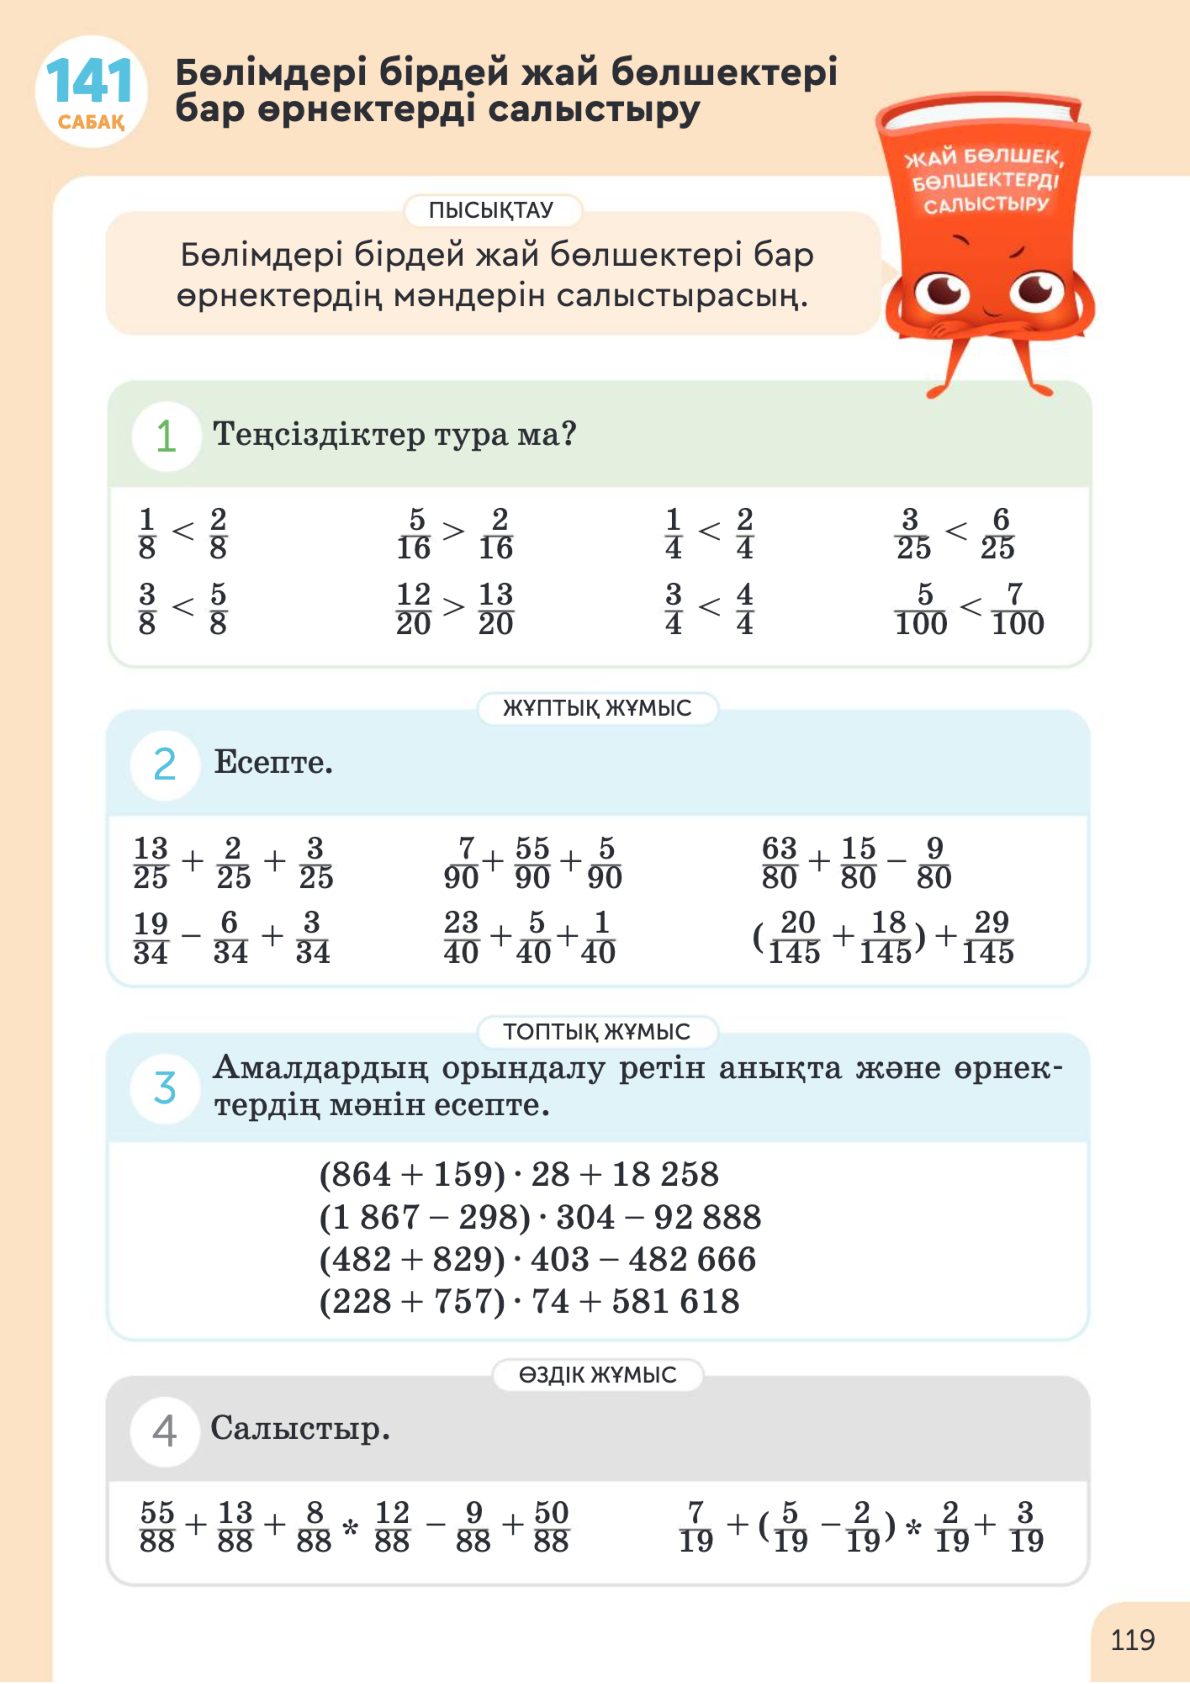 141
САБАҚ
Бөлімдері бірдей жай бөлшектері
бар өрнектерді салыстыру
ЖАЙ БӨЛШЕК,
БӨЛШЕКТЕРДІ
САЛЫСТЫРУ
ПЫСЫҚТАУ
Бөлімдері бірдей жай бөлшектері бар
өрнектердің мәндерін салыстырасың.
1 Теңсіздіктер тура ма?
1/8 < 2/8 5/16 > 2/16 1/4 < 2/4 3/25 < 6/25
3/8 < 5/8 12/20 > 13/20 3/4 < 4/4 5/100 < 7/100
ЖҰПТЫҚ ЖҰМЫС
2 Есепте.
13/25 + 2/25 + 3/25 7/90 + 55/90 + 5/90 63/80 + 15/80 − 9/80
19/34 − 6/34 + 3/34 23/40 + 5/40 + 1/40 (20/145 + 18/145) + 29/145
ТОПТЫҚ ЖҰМЫС
3 Амалдардың орындалу ретін анықта және өрнек-
тердің мәнін есепте.
(864 + 159) · 28 + 18 258
(1 867 − 298) · 304 − 92 888
(482 + 829) · 403 − 482 666
(228 + 757) · 74 + 581 618
ӨЗДІК ЖҰМЫС
4 Салыстыр.
55/88 + 13/88 + 8/88 * 12/88 − 9/88 + 50/88 7/19 + (5/19 − 2/19) * 2/19 + 3/19
119